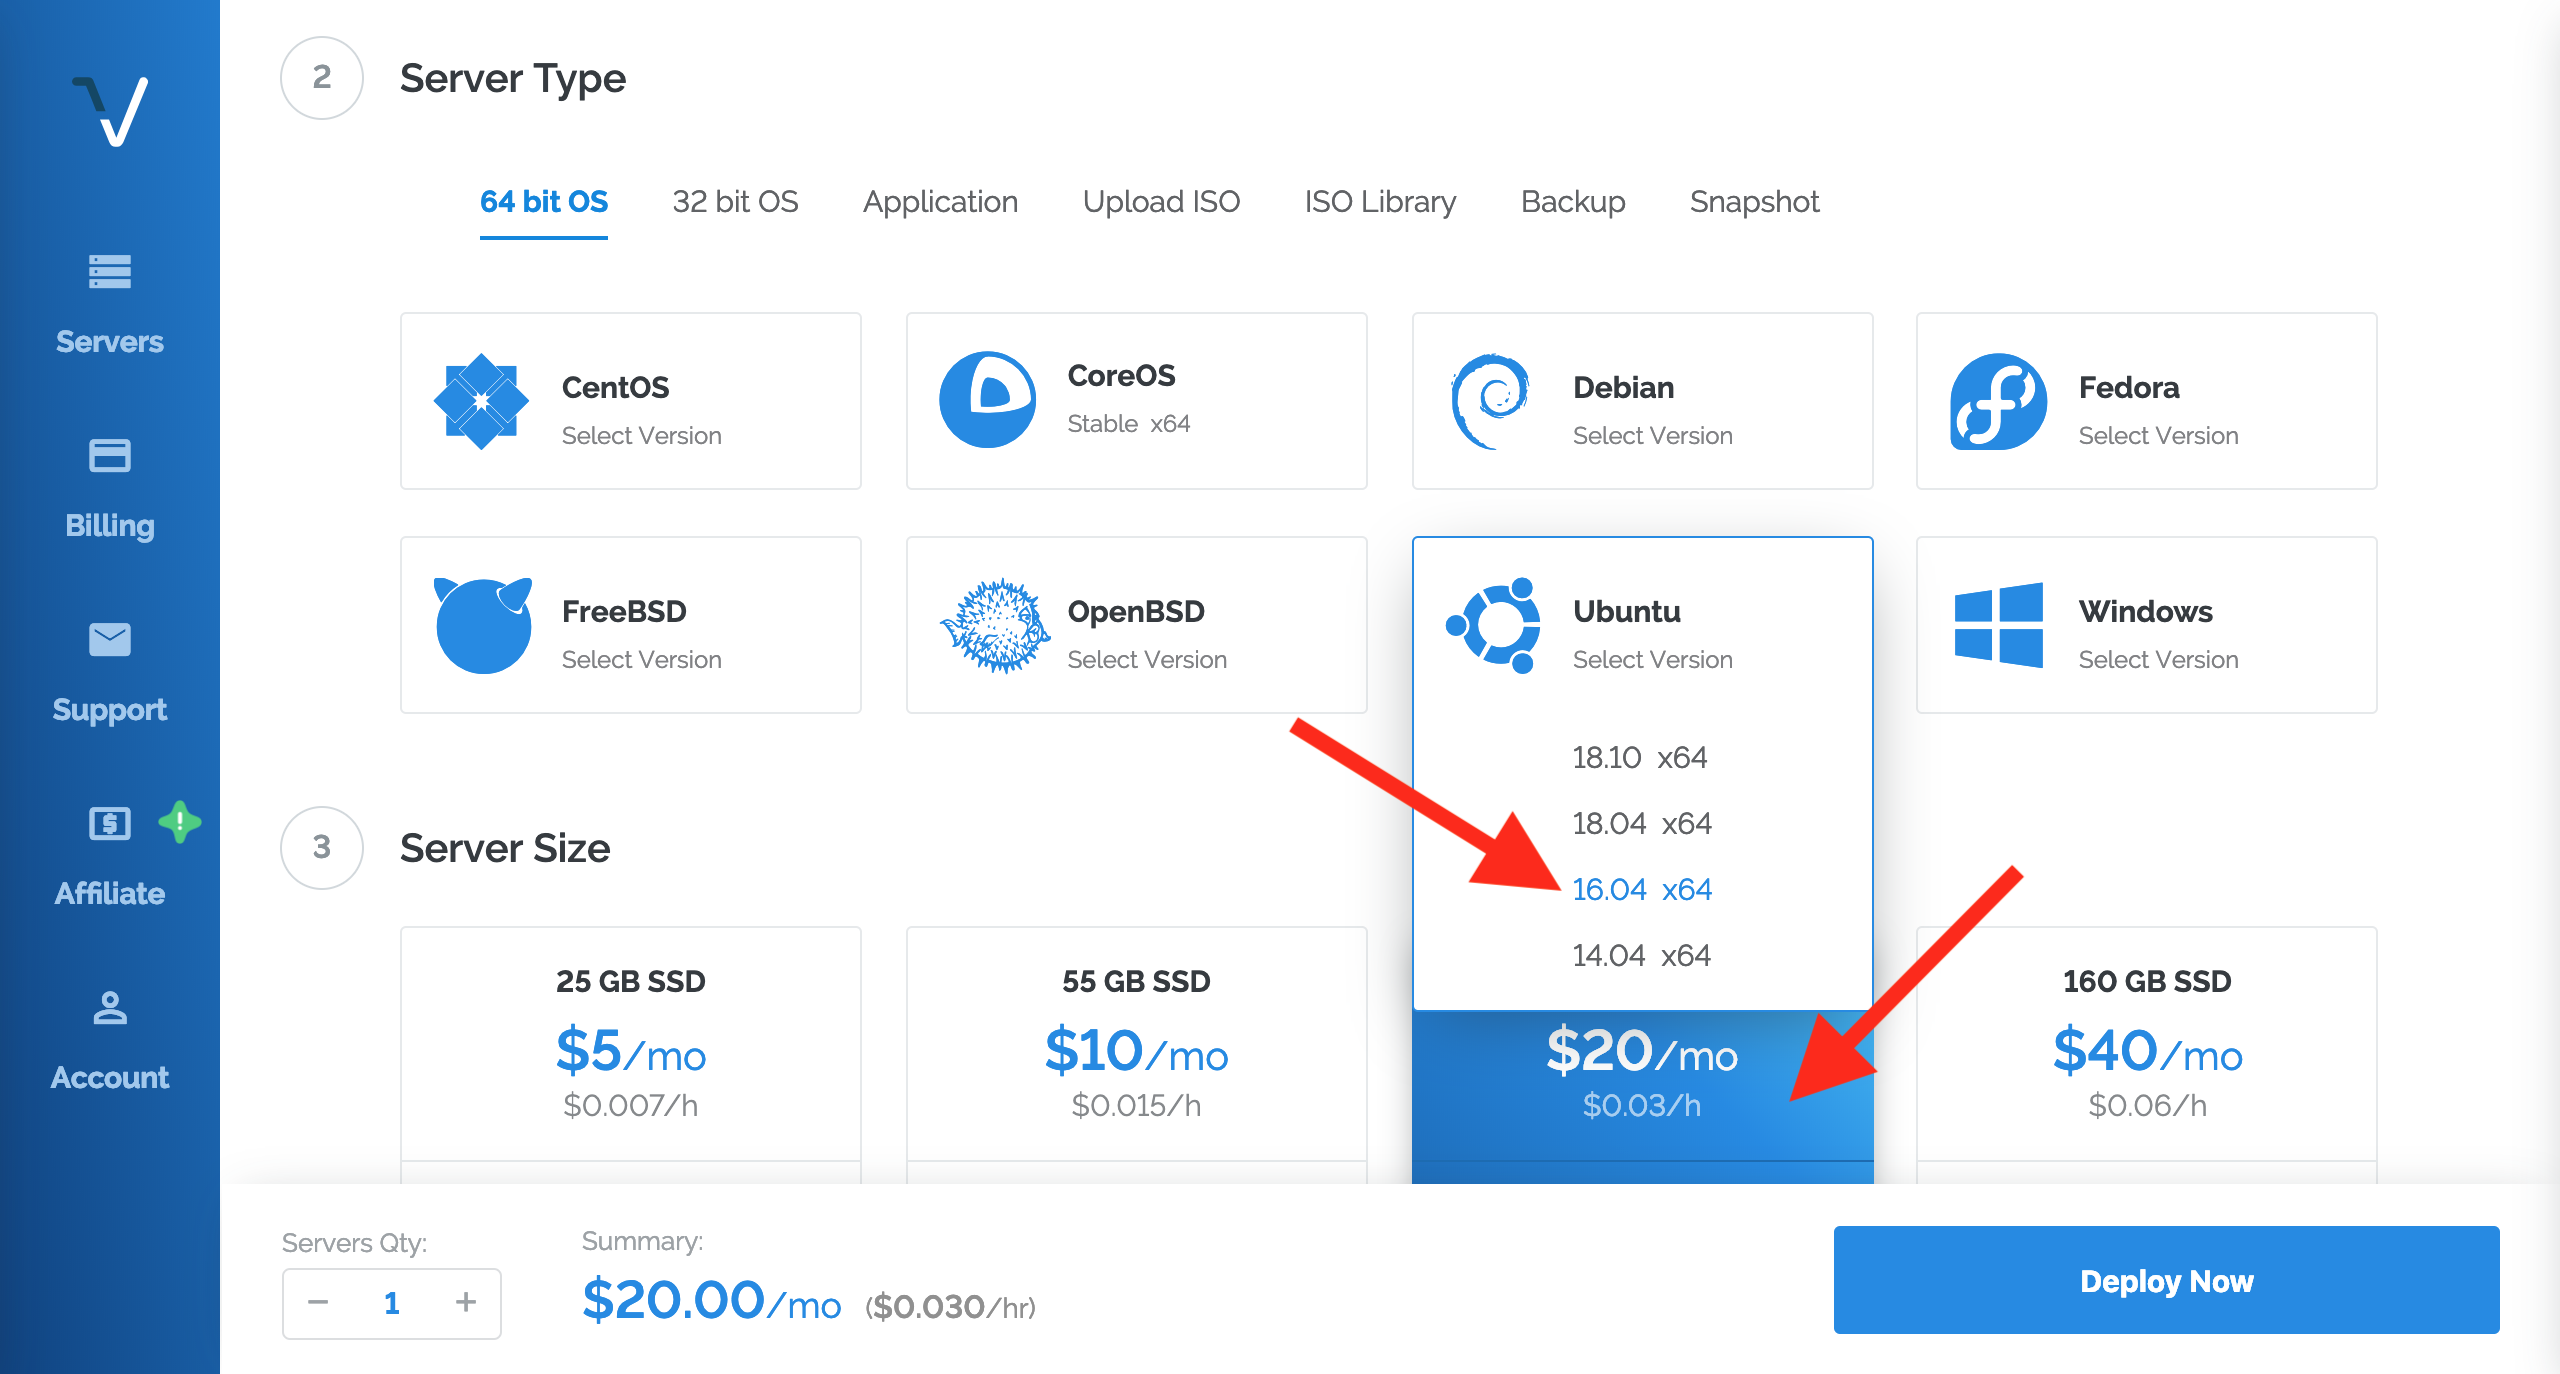 2
Server Type
64 bit OS
32 bit OS
Application
Upload ISO
ISO Library
Backup
Snapshot
Servers
Billing
Support
Affiliate
Account
CentOS
Select Version
CoreOS
Stable x64
Debian
Select Version
Fedora
Select Version
FreeBSD
Select Version
OpenBSD
Select Version
Ubuntu
Select Version
18.10 x64
18.04 x64
16.04 x64
14.04 x64
Windows
Select Version
3
Server Size
25 GB SSD
$5/mo
$0.007/h
55 GB SSD
$10/mo
$0.015/h
$20/mo
$0.03/h
160 GB SSD
$40/mo
$0.06/h
Servers Qty:
− 1 +
Summary:
$20.00/mo ($0.030/hr)
Deploy Now